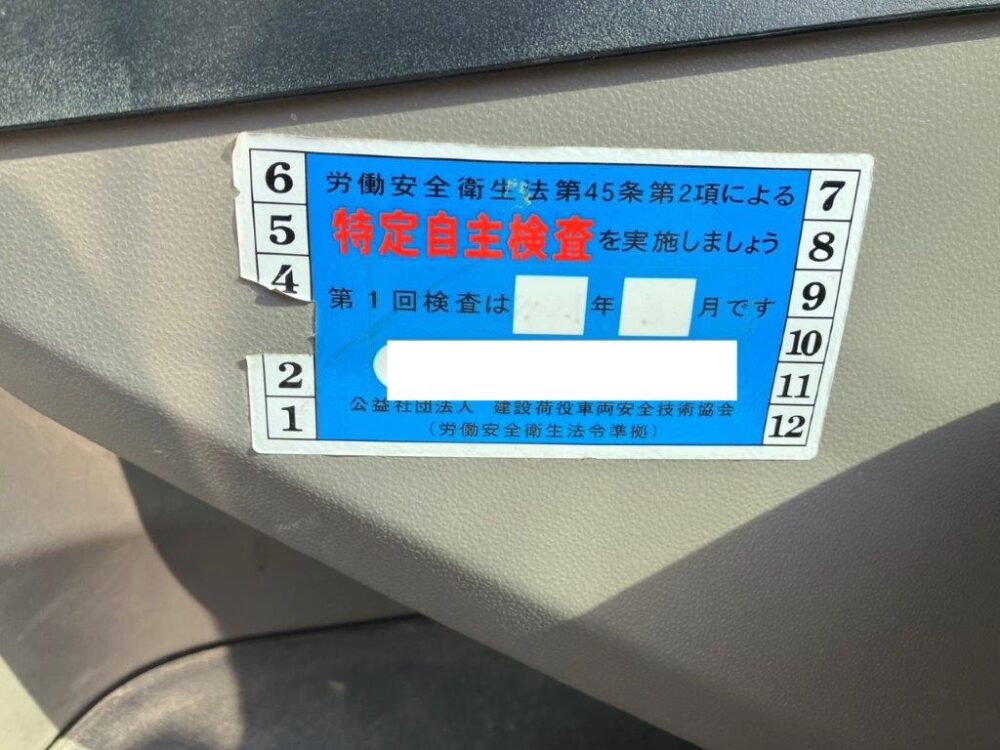 6
5
4
2
1
労働安全衛生法第45条第2項による
特定自主検査を実施しましょう
第1回検査は 年 月です
公益社団法人 建設荷役車両安全技術協会
(労働安全衛生法令準拠)
7
8
9
10
11
12